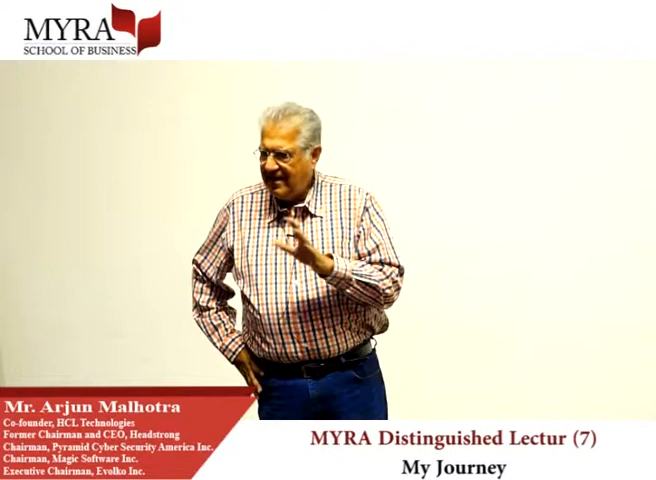 MYRA
SCHOOL OF BUSINESS
Mr. Arjun Malhotra
Co-founder, HCL Technologies
Former Chairman and CEO, Headstrong
Chairman, Pyramid Cyber Security America Inc.
Chairman, Magic Software Inc.
Executive Chairman, Evolko Inc.
MYRA Distinguished Lectur (7)
My Journey